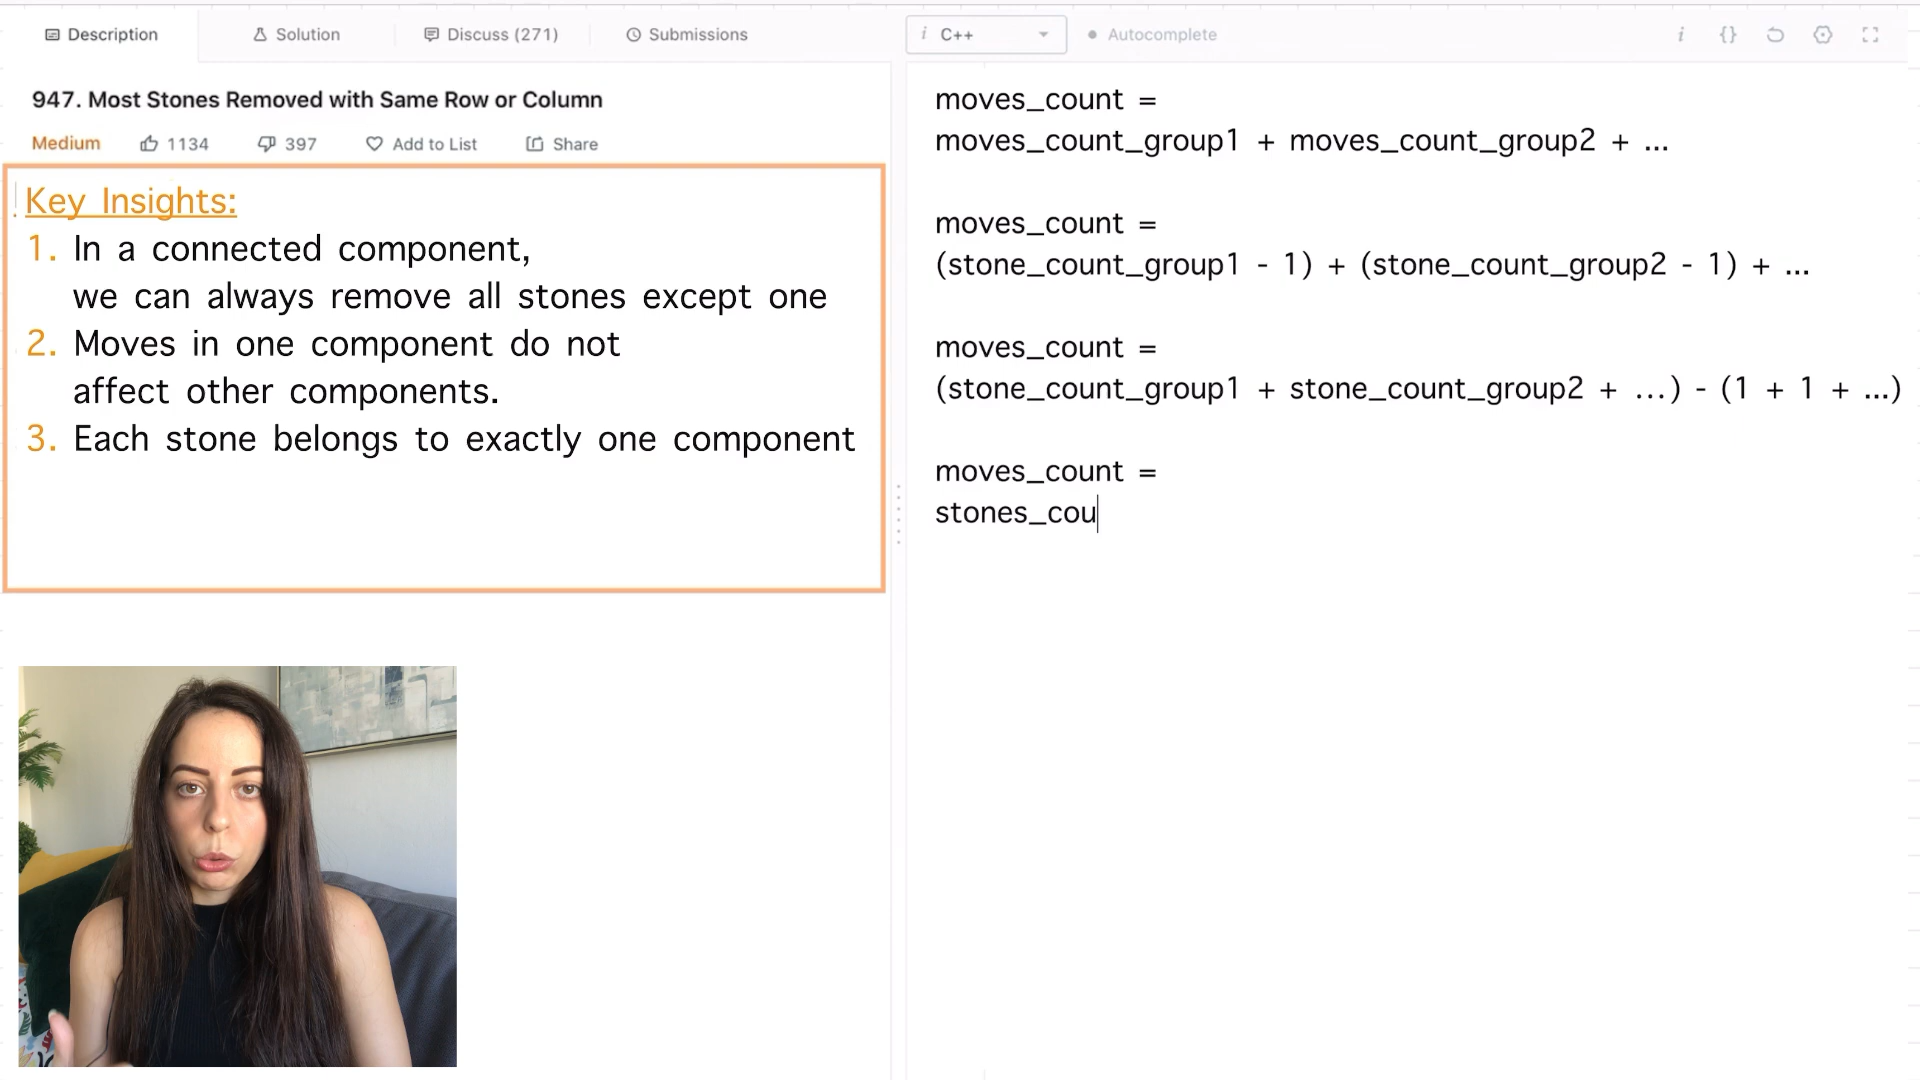 Description
Solution
Discuss (271)
Submissions
i C++
Autocomplete
i {}
947. Most Stones Removed with Same Row or Column
Medium 1134 397 Add to List Share
Key Insights:
1. In a connected component,
we can always remove all stones except one
2. Moves in one component do not
affect other components.
3. Each stone belongs to exactly one component
moves_count =
moves_count_group1 + moves_count_group2 + ...
moves_count =
(stone_count_group1 - 1) + (stone_count_group2 - 1) + ...
moves_count =
(stone_count_group1 + stone_count_group2 + ...) - (1 + 1 + ...)
moves_count =
stones_cou